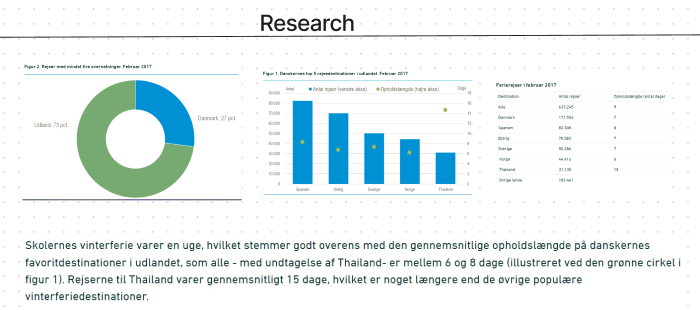 Research
Figur 2. Rejser med mindst fire overnatninger. Februar 2017
Udland, 73 pct.
Danmark, 27 pct.
Figur 1. Danskernes top 5 rejsedestinationer i udlandet. Februar 2017
Antal
Antal rejser (venstre akse)
Opholdslængde (højre akse)
Dage
90.000
80.000
70.000
60.000
50.000
40.000
30.000
20.000
10.000
0
18
16
14
12
10
8
6
4
2
0
Spanien
Østrig
Sverige
Norge
Thailand
Ferierejser i februar 2017
Destination Antal rejser Opholdslængde (antal dage)
Alle 633.245 9
Danmark 171.554 7
Spanien 82.308 8
Østrig 70.083 7
Sverige 50.286 7
Norge 44.416 6
Thailand 31.138 15
Øvrige lande 183.461
Skolernes vinterferie varer en uge, hvilket stemmer godt overens med den gennemsnitlige opholdslængde på danskernes
favoritdestinationer i udlandet, som alle - med undtagelse af Thailand- er mellem 6 og 8 dage (illustreret ved den grønne cirkel i
figur 1). Rejserne til Thailand varer gennemsnitligt 15 dage, hvilket er noget længere end de øvrige populære
vinterferiedestinationer.